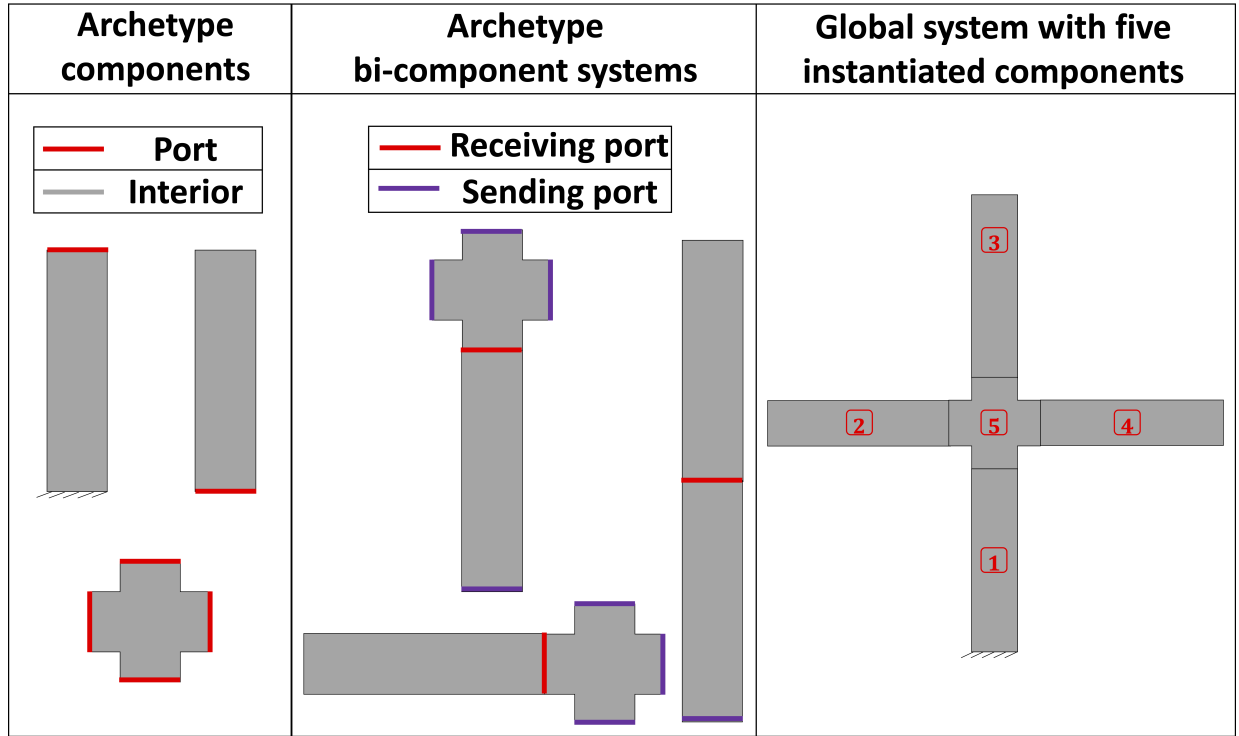 Archetype
components
Archetype
bi-component systems
Global system with five
instantiated components
Port
Interior
Receiving port
Sending port
3
2
5
4
1